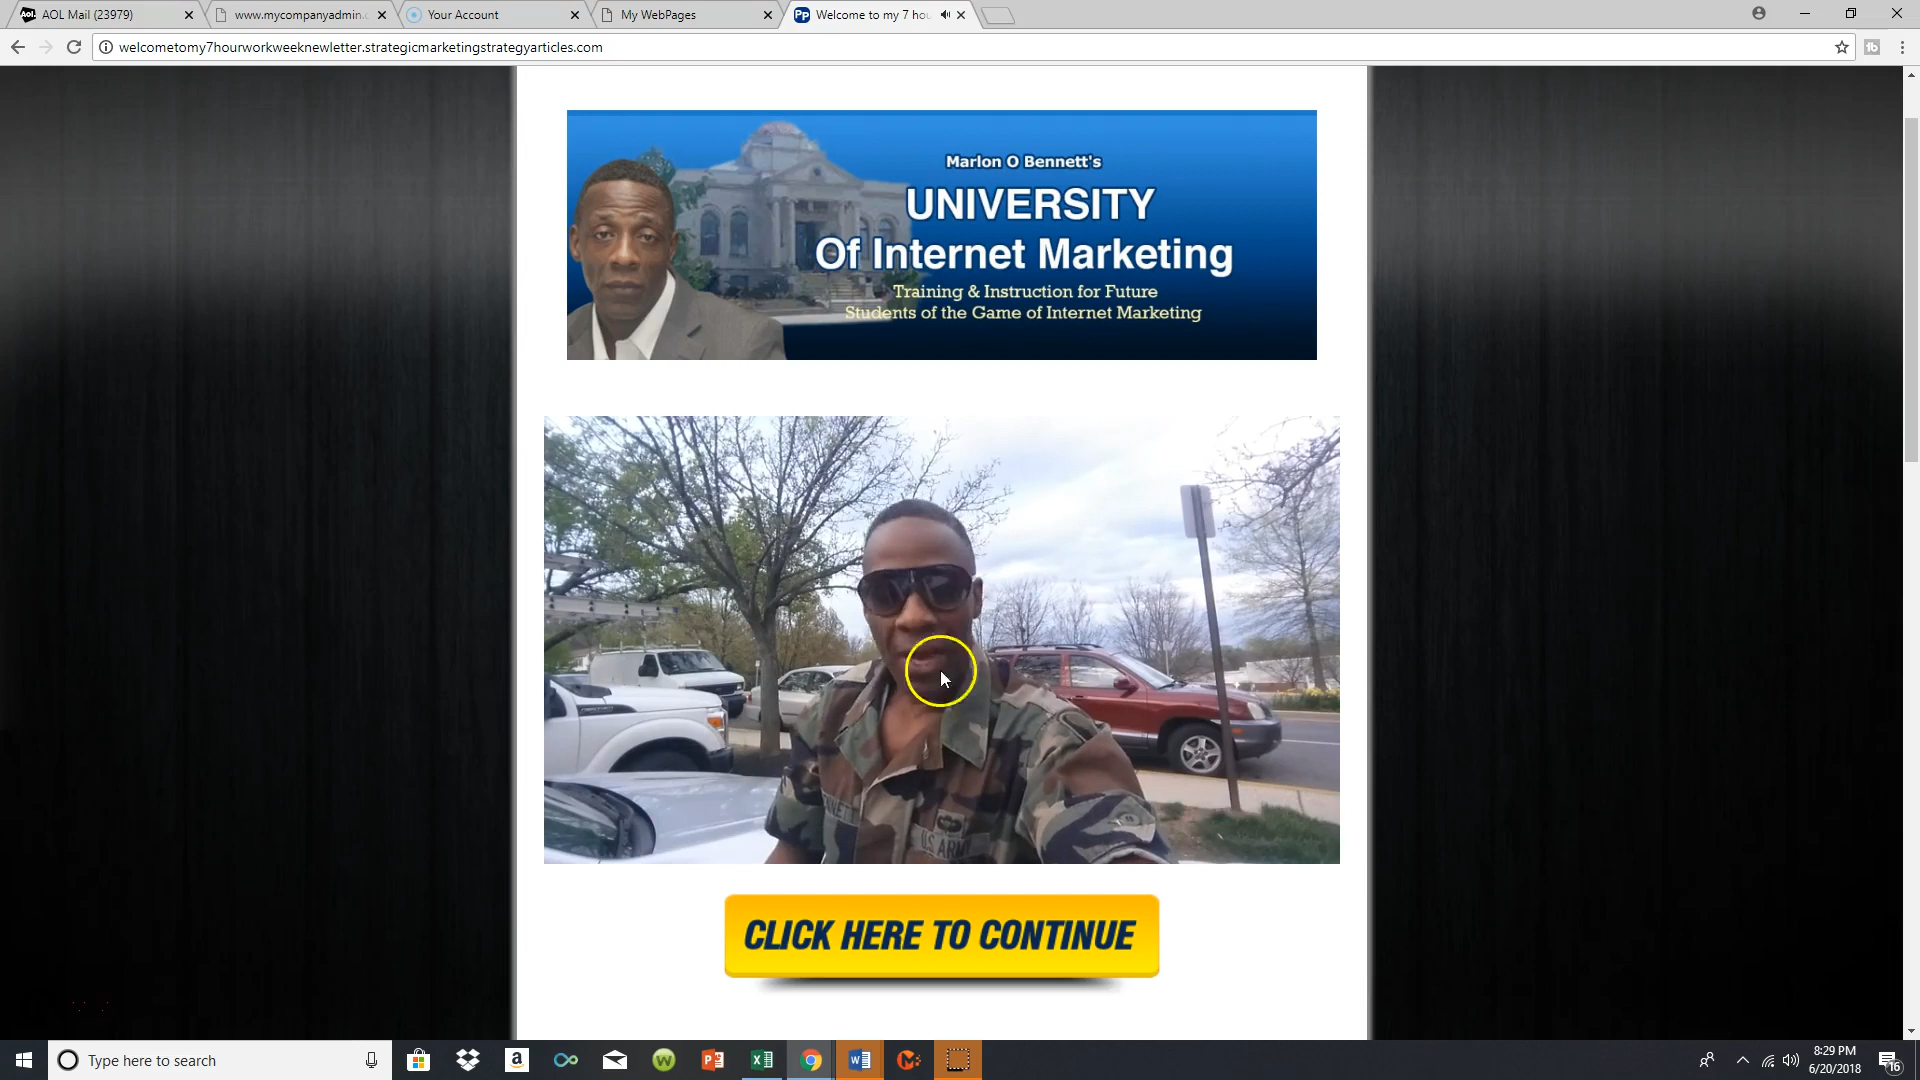 AOL Mail (23979)
www.mycompanyadmin.c
Your Account
My WebPages
Welcome to my 7 hou
welcometomy7hourworkweeknewletter.strategicmarketingstrategyarticles.com
Marlon O Bennett's
UNIVERSITY
Of Internet Marketing
Training & Instruction for Future
Students of the Game of Internet Marketing
U.S. ARMY
CLICK HERE TO CONTINUE
Type here to search
8:29 PM
6/20/2018
16